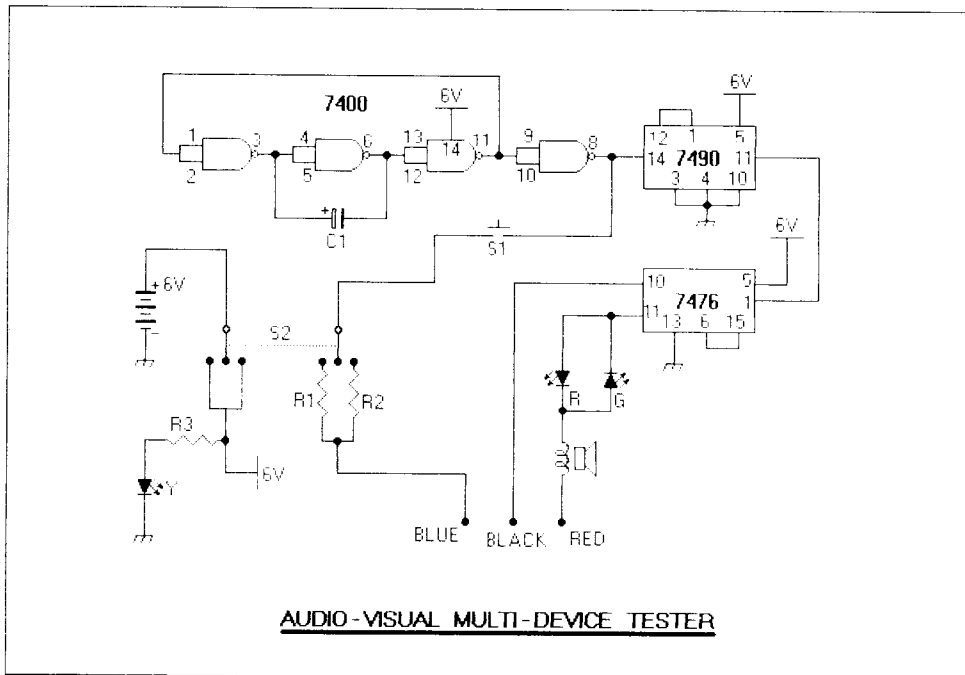 7400
6V
6V
1
2
3
4
5
6
13
12
14
11
9
10
8
12
1
5
14
7490
11
3
4
10
+
C1
S1
6V
+6V
-
S2
10
7476
5
11
1
13
6
15
R1
R2
R3
R
G
Y
6V
BLUE
BLACK
RED
AUDIO-VISUAL MULTI-DEVICE TESTER